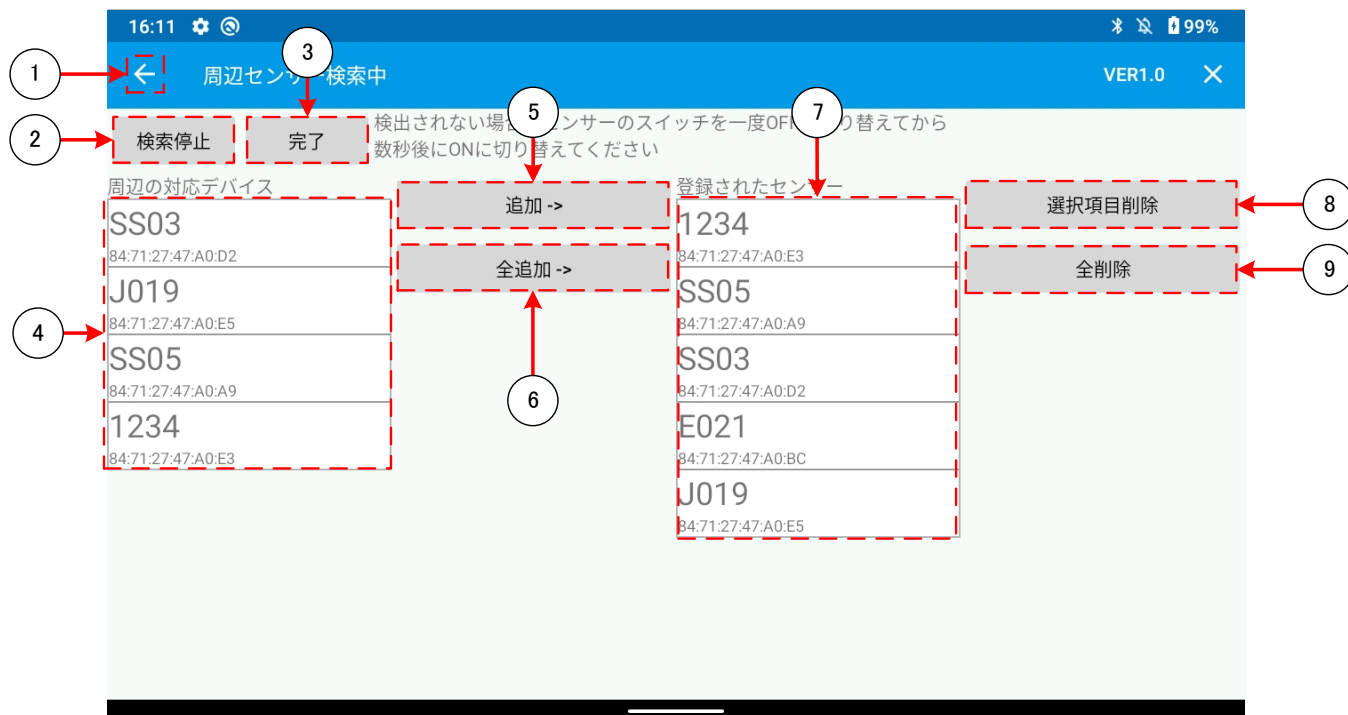 16:11
99%
3
1
周辺センサー検索中
VER1.0
5
7
2
検索停止
完了
検出されない場合 センサーのスイッチを一度OFF り替えてから
数秒後にONに切り替えてください
周辺の対応デバイス
登録されたセンサー
追加 ->
選択項目削除
8
全追加 ->
全削除
9
SS03
84:71:27:47:A0:D2
J019
84:71:27:47:A0:E5
SS05
84:71:27:47:A0:A9
1234
84:71:27:47:A0:E3
4
6
1234
84:71:27:47:A0:E3
SS05
84:71:27:47:A0:A9
SS03
84:71:27:47:A0:D2
E021
84:71:27:47:A0:BC
J019
84:71:27:47:A0:E5